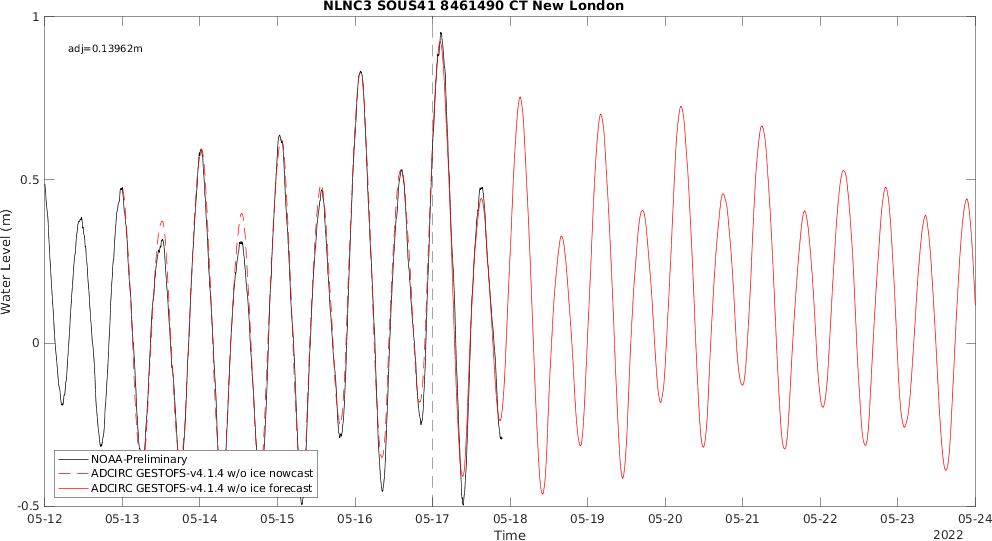 NLNC3 SOUS41 8461490 CT New London
adj=0.13962m
1
0.5
0
-0.5
Water Level (m)
NOAA-Preliminary
ADCIRC GESTOFS-v4.1.4 w/o ice nowcast
ADCIRC GESTOFS-v4.1.4 w/o ice forecast
05-12 05-13 05-14 05-15 05-16 05-17 05-18 05-19 05-20 05-21 05-22 05-23 05-24
Time
2022